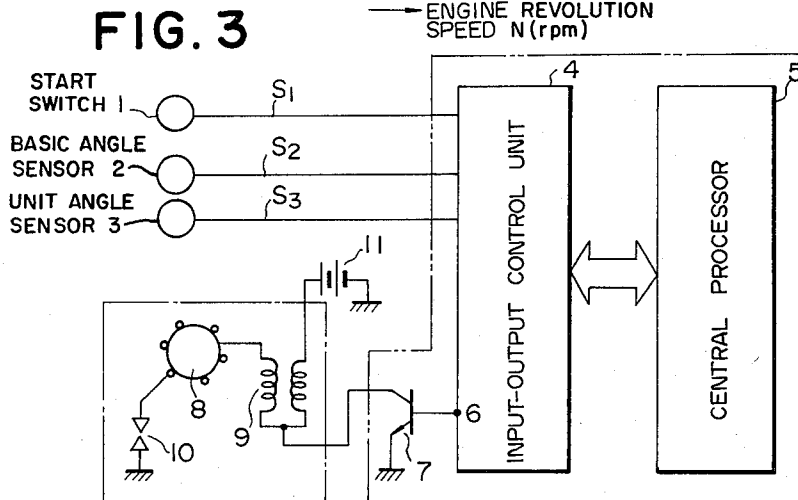 ENGINE REVOLUTION
SPEED N(rpm)
FIG. 3
START
SWITCH 1
S1
BASIC ANGLE
SENSOR 2
S2
UNIT ANGLE
SENSOR 3
S3
4
INPUT-OUTPUT CONTROL UNIT
5
CENTRAL PROCESSOR
11
8
9
10
6
7